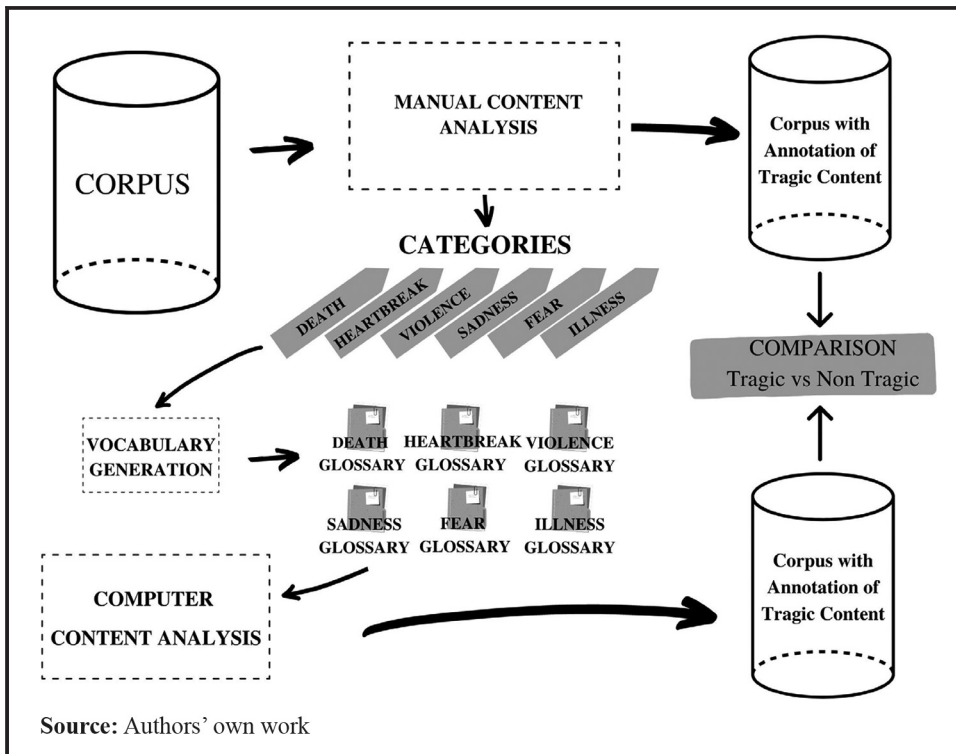 CORPUS
MANUAL CONTENT
ANALYSIS
Corpus with
Annotation of
Tragic Content
CATEGORIES
DEATH
HEARTBREAK
VIOLENCE
SADNESS
FEAR
ILLNESS
COMPARISON
Tragic vs Non Tragic
VOCABULARY
GENERATION
DEATH
GLOSSARY
HEARTBREAK
GLOSSARY
VIOLENCE
GLOSSARY
SADNESS
GLOSSARY
FEAR
GLOSSARY
ILLNESS
GLOSSARY
COMPUTER
CONTENT ANALYSIS
Corpus with
Annotation of
Tragic Content
Source: Authors’ own work